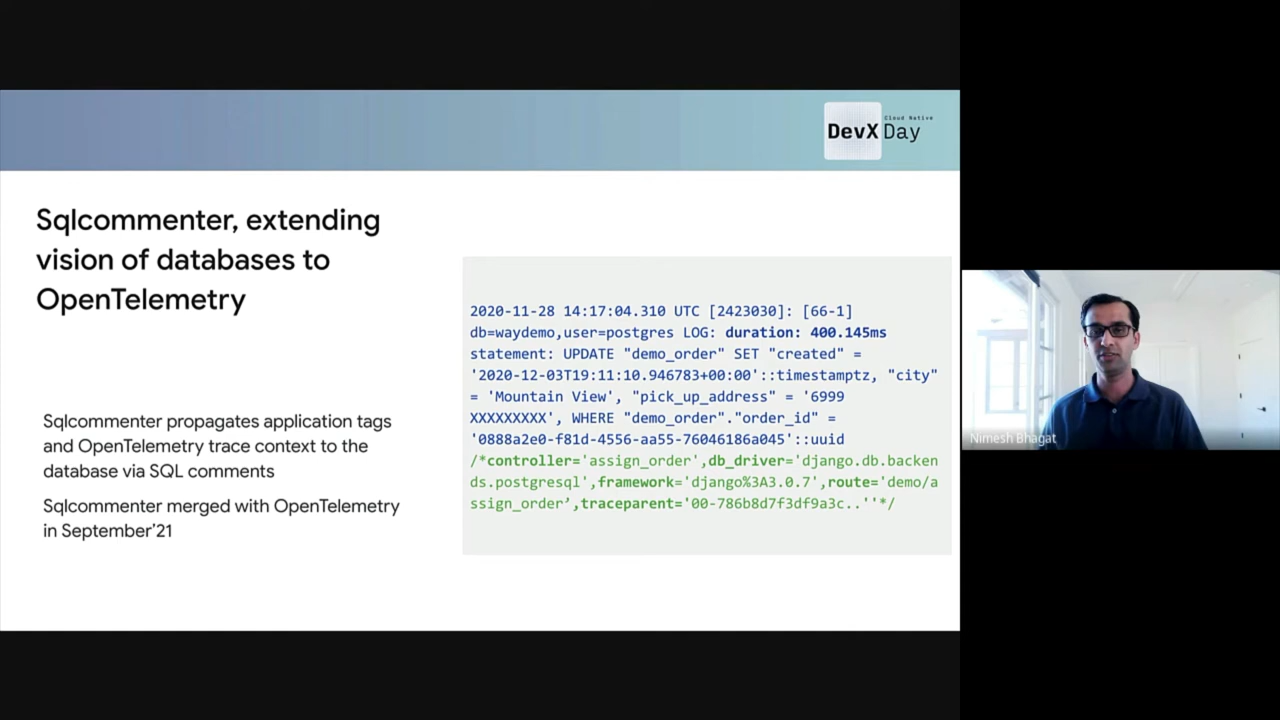 Cloud Native
DevX Day
Sqlcommenter, extending
vision of databases to
OpenTelemetry
Sqlcommenter propagates application tags
and OpenTelemetry trace context to the
database via SQL comments
Sqlcommenter merged with OpenTelemetry
in September'21
2020-11-28 14:17:04.310 UTC [2423030]: [66-1]
db=waydemo,user=postgres LOG: duration: 400.145ms
statement: UPDATE "demo_order" SET "created" =
'2020-12-03T19:11:10.946783+00:00'::timestamptz, "city"
= 'Mountain View', "pick_up_address" = '6999
XXXXXXXXX', WHERE "demo_order"."order_id" =
'0888a2e0-f81d-4556-aa55-76046186a045'::uuid
/*controller='assign_order',db_driver='django.db.backen
ds.postgresql',framework='django%3A3.0.7',route='demo/a
ssign_order’,traceparent='00-786b8d7f3df9a3c..''*/
Nimesh Bhagat